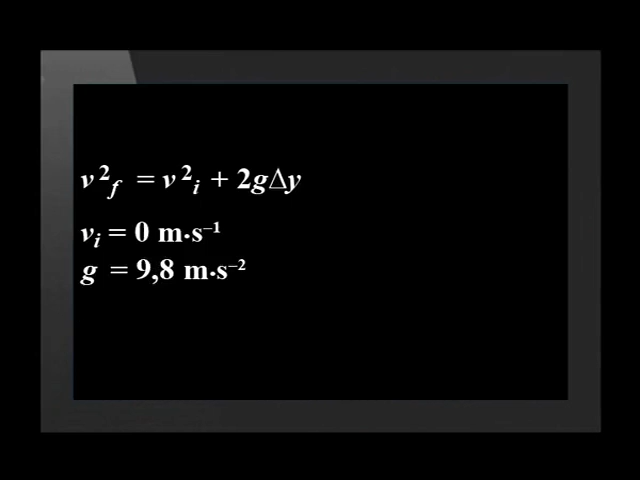 v²f = v²i + 2gΔy
vi = 0 m·s⁻¹
g = 9,8 m·s⁻²